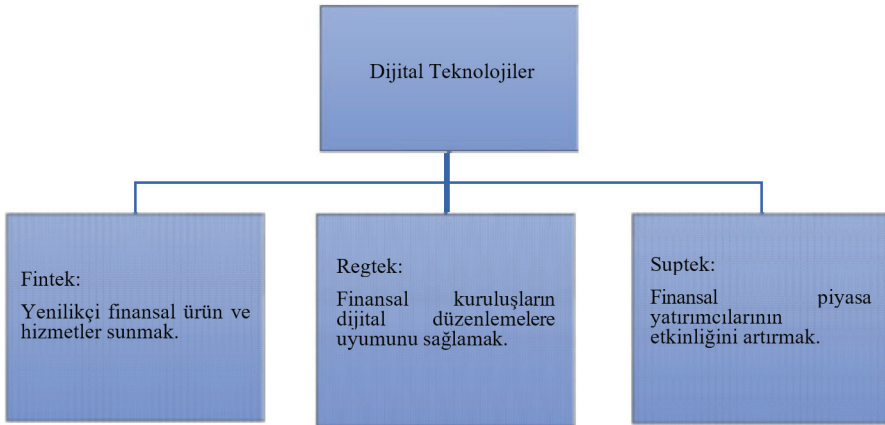 Dijital Teknolojiler
Fintek:
Yenilikçi finansal ürün ve
hizmetler sunmak.
Regtek:
Finansal kuruluşların
dijital düzenlemelere
uyumunu sağlamak.
Suptek:
Finansal piyasa
yatırımcılarının
etkinliğini artırmak.